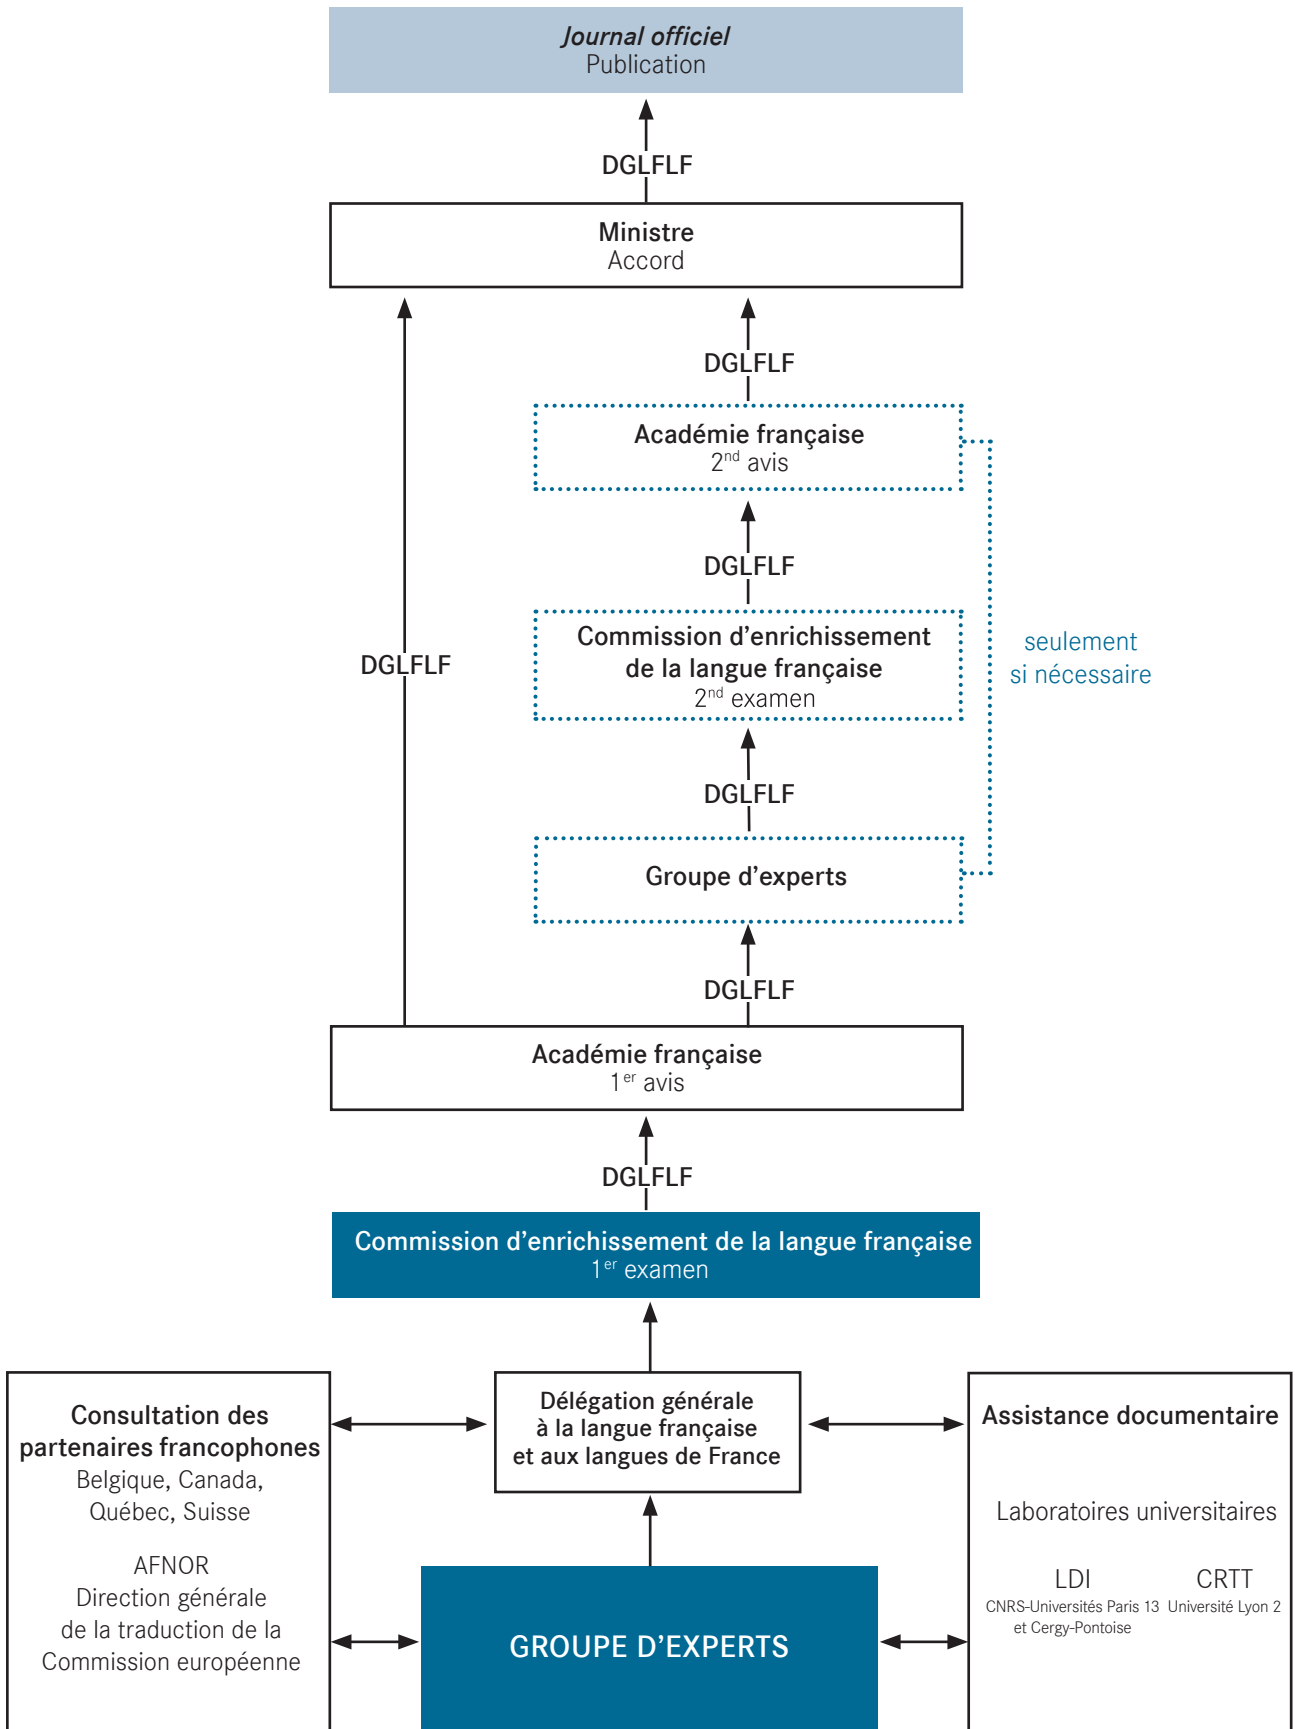 Journal officiel
Publication
DGLFLF
Ministre
Accord
DGLFLF
Académie française
2nd avis
DGLFLF
Commission d’enrichissement
de la langue française
2nd examen
seulement
si nécessaire
DGLFLF
DGLFLF
Groupe d’experts
DGLFLF
Académie française
1er avis
DGLFLF
Commission d’enrichissement de la langue française
1er examen
Consultation des
partenaires francophones
Belgique, Canada,
Québec, Suisse
AFNOR
Direction générale
de la traduction de la
Commission européenne
Délégation générale
à la langue française
et aux langues de France
GROUPE D’EXPERTS
Assistance documentaire
Laboratoires universitaires
LDI
CNRS-Universités Paris 13
et Cergy-Pontoise
CRTT
Université Lyon 2